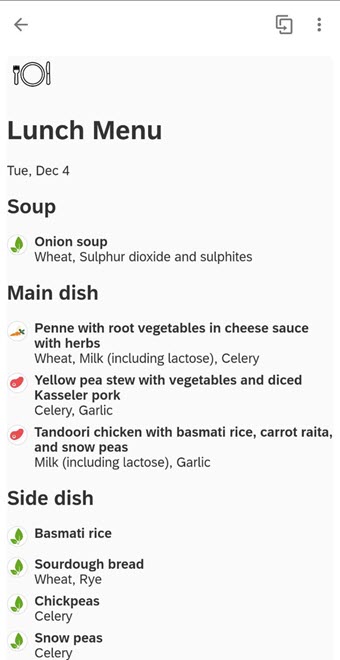 Lunch Menu
Tue, Dec 4
Soup
Onion soup
Wheat, Sulphur dioxide and sulphites
Main dish
Penne with root vegetables in cheese sauce
with herbs
Wheat, Milk (including lactose), Celery
Yellow pea stew with vegetables and diced
Kasseler pork
Celery, Garlic
Tandoori chicken with basmati rice, carrot raita,
and snow peas
Milk (including lactose), Garlic
Side dish
Basmati rice
Sourdough bread
Wheat, Rye
Chickpeas
Celery
Snow peas
Celery